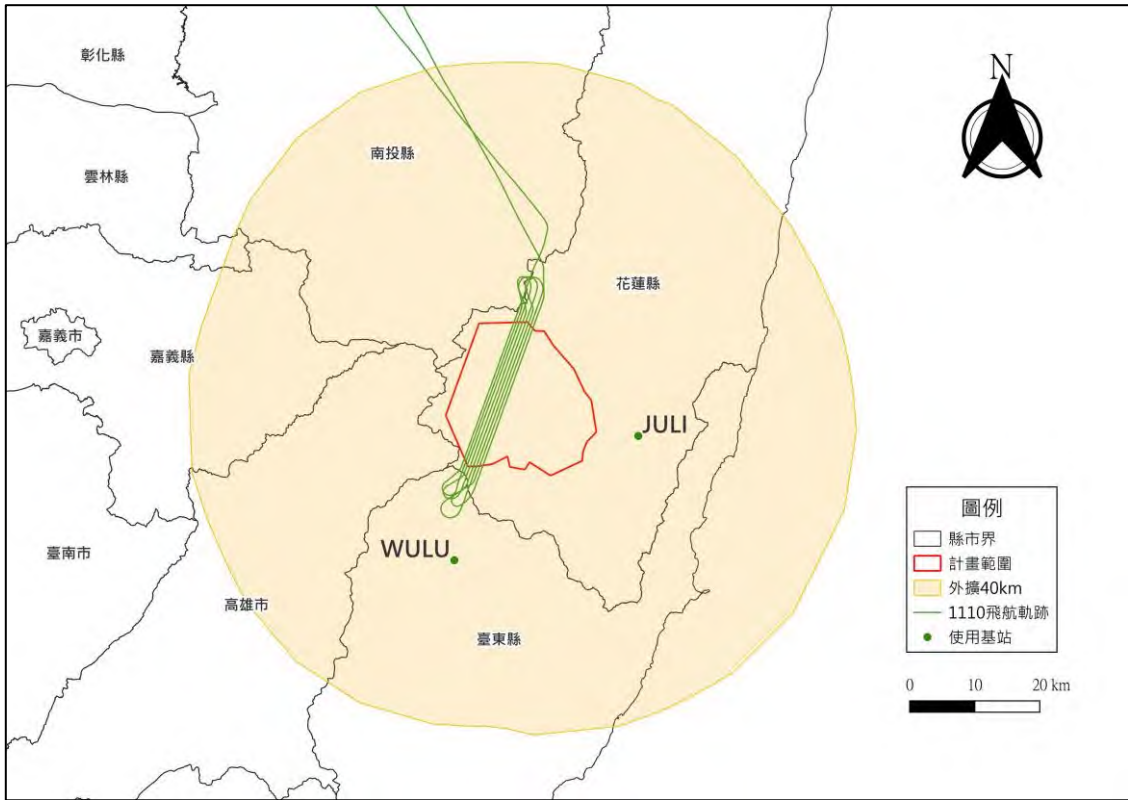 彰化縣
南投縣
雲林縣
花蓮縣
嘉義市
嘉義縣
JULI
臺南市
WULU
高雄市
臺東縣
N
圖例
縣市界
計畫範圍
外擴40km
1110飛航軌跡
使用基站
0 10 20 km